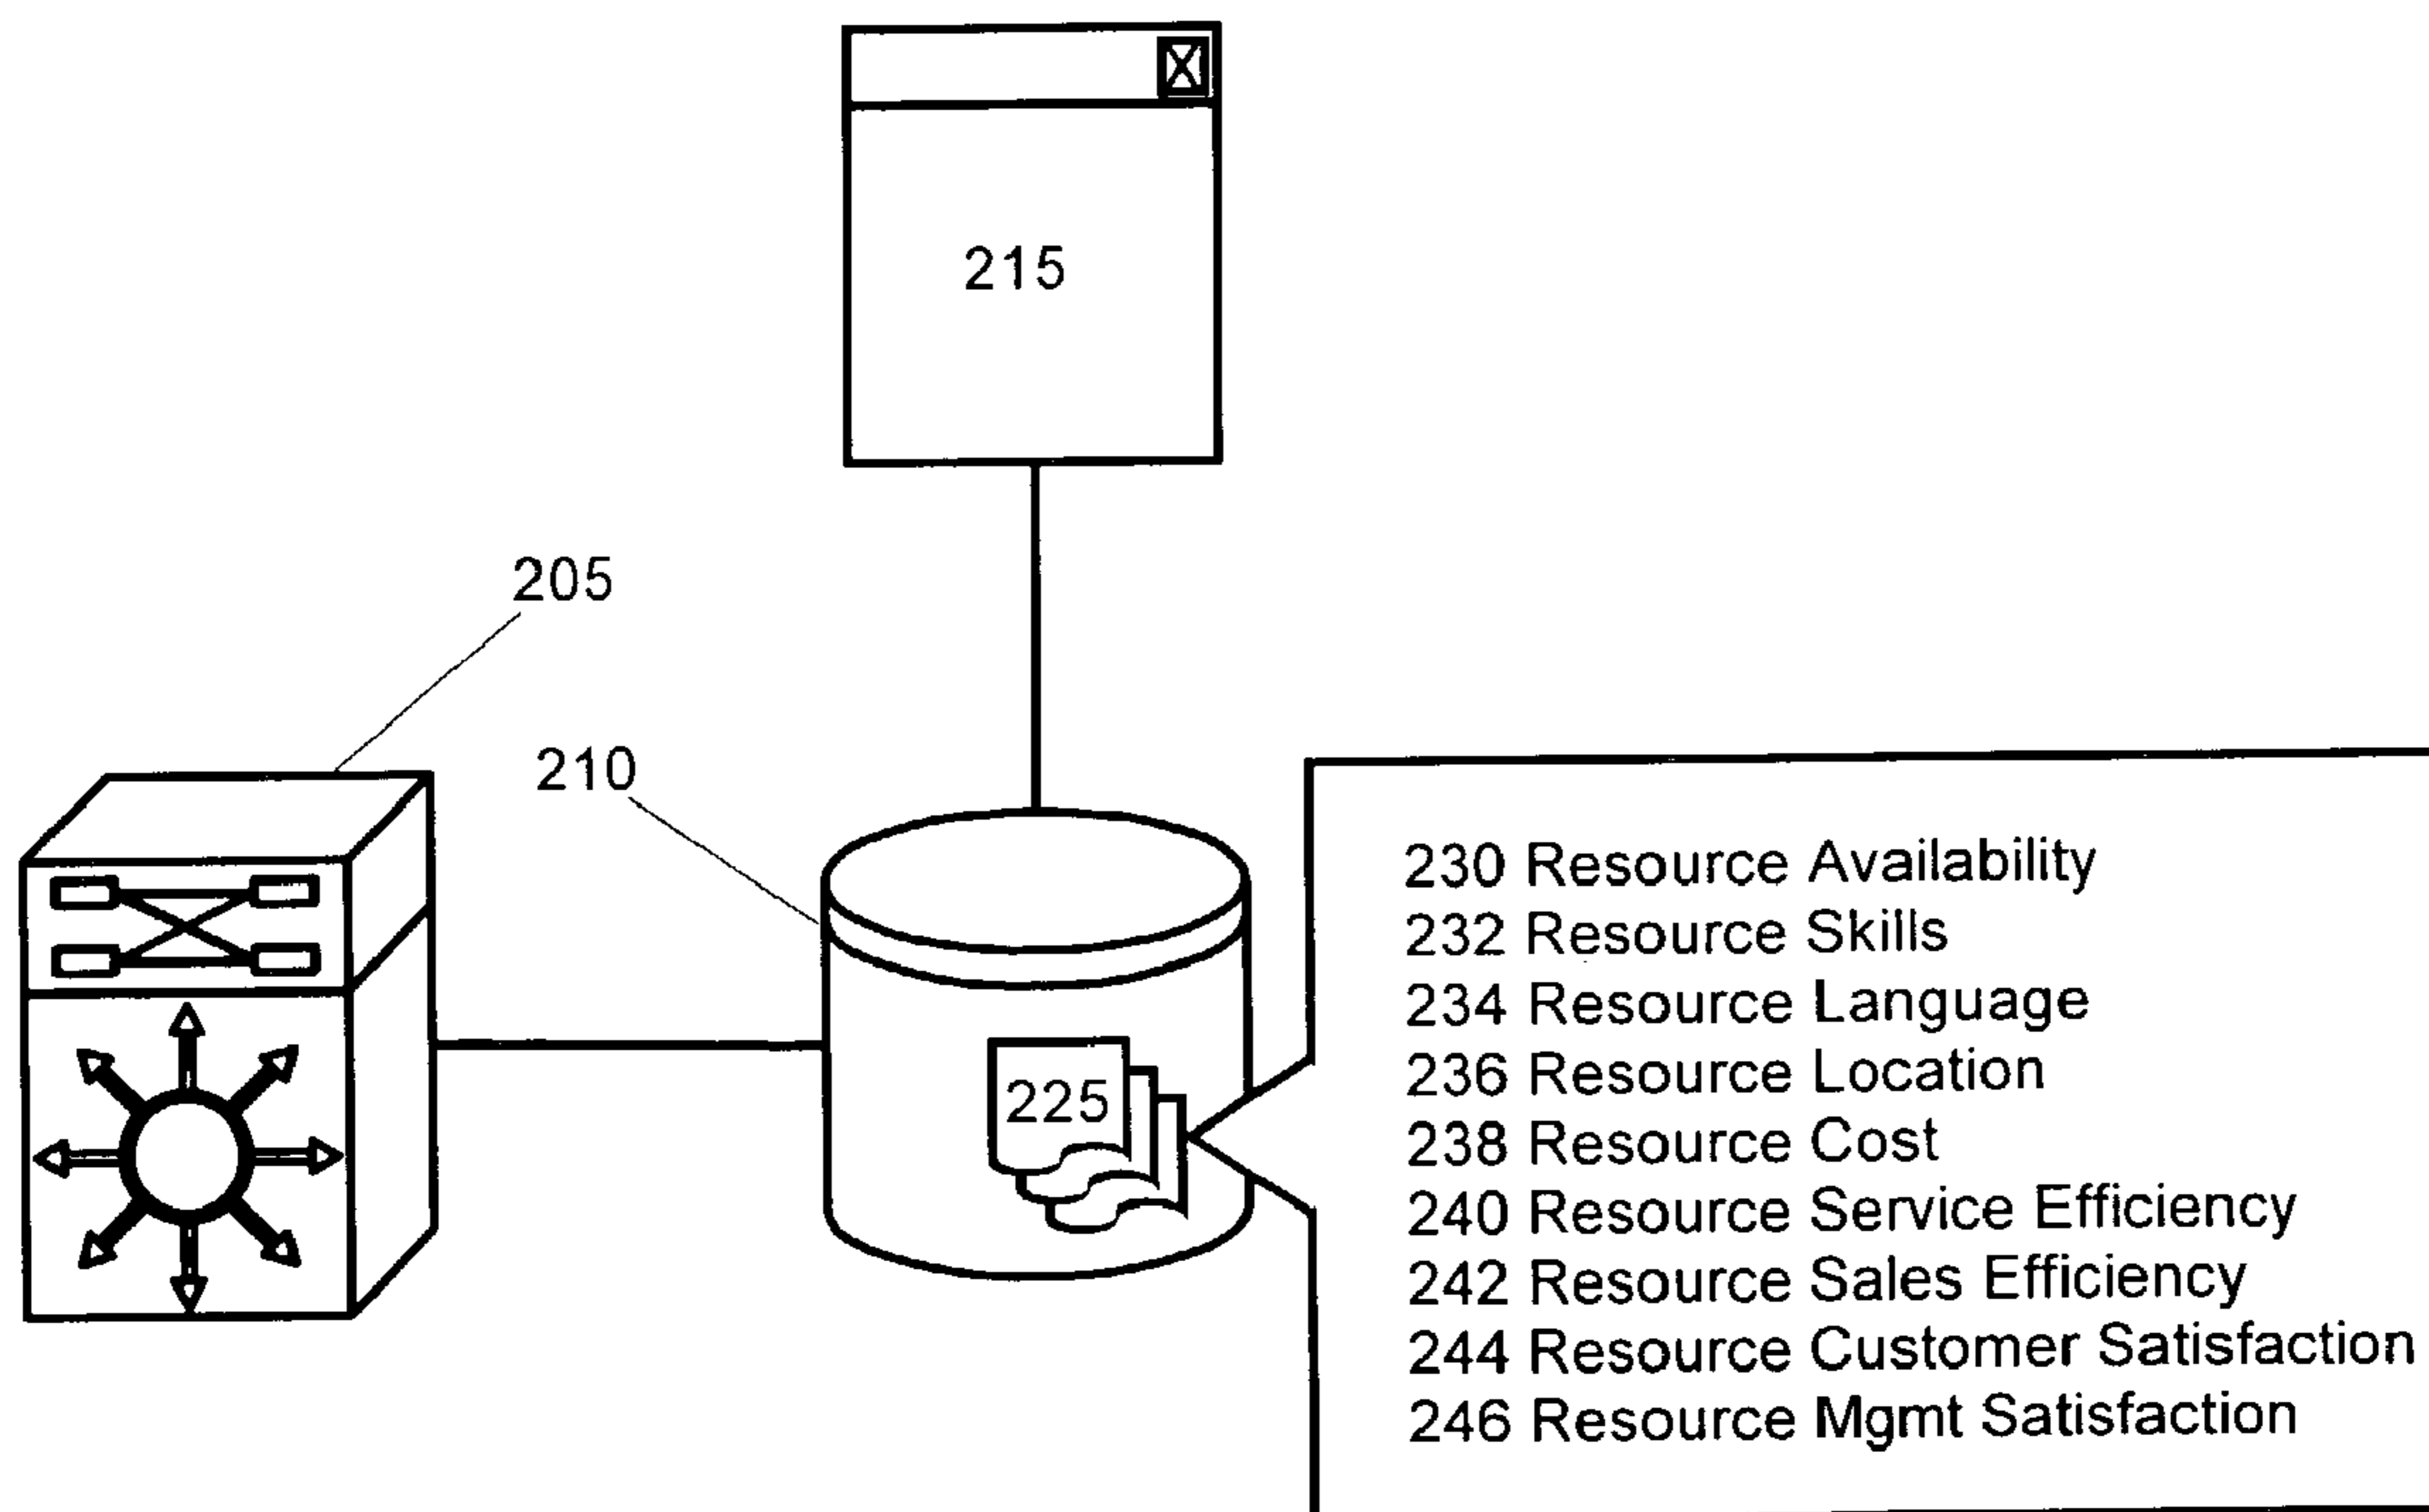 215
205
210
225
230 Resource Availability
232 Resource Skills
234 Resource Language
236 Resource Location
238 Resource Cost
240 Resource Service Efficiency
242 Resource Sales Efficiency
244 Resource Customer Satisfaction
246 Resource Mgmt Satisfaction